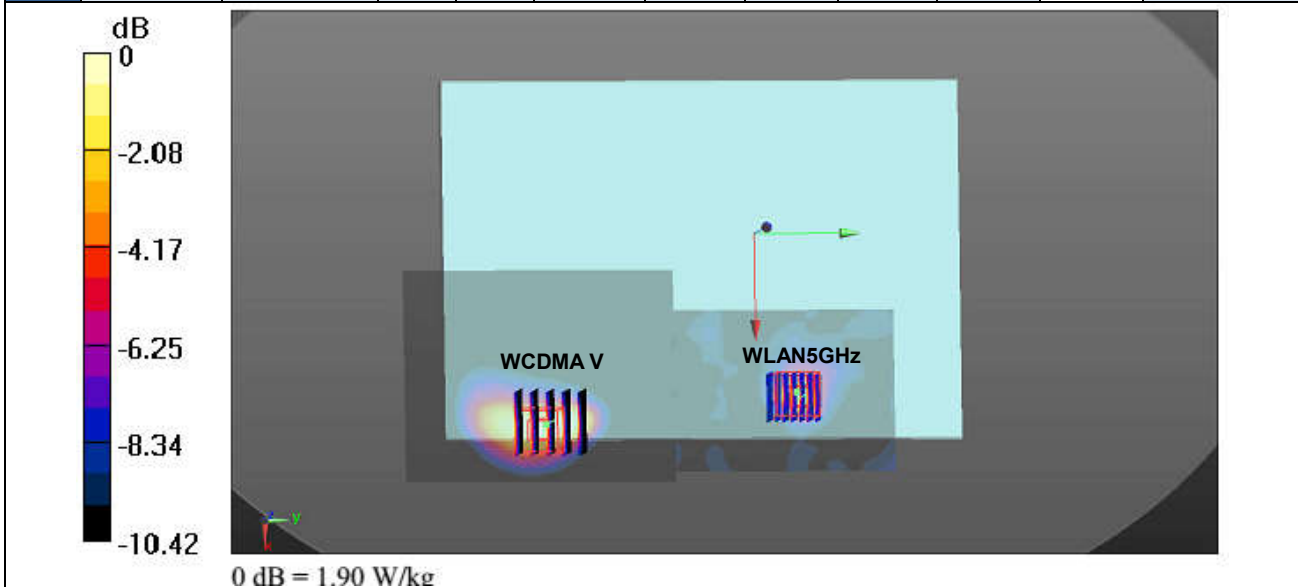 dB
0
-2.08
-4.17
-6.25
-8.34
-10.42
WCDMA V
WLAN5GHz
y
0 dB = 1.90 W/kg